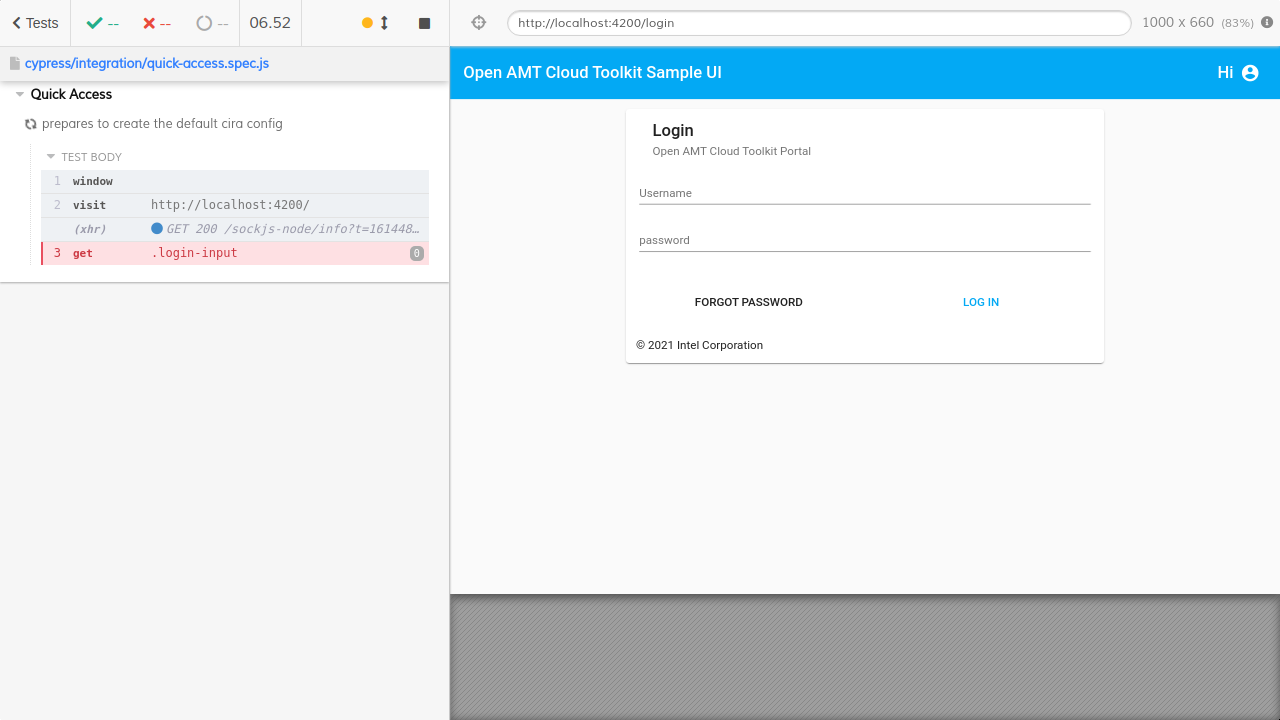 Tests
--
--
--
06.52
http://localhost:4200/login
1000 x 660 (83%)
cypress/integration/quick-access.spec.js
Quick Access
prepares to create the default cira config
TEST BODY
1 window
2 visit http://localhost:4200/
(xhr) GET 200 /sockjs-node/info?t=161448…
3 get .login-input 0
Open AMT Cloud Toolkit Sample UI
Hi
Login
Open AMT Cloud Toolkit Portal
Username
password
FORGOT PASSWORD
LOG IN
© 2021 Intel Corporation